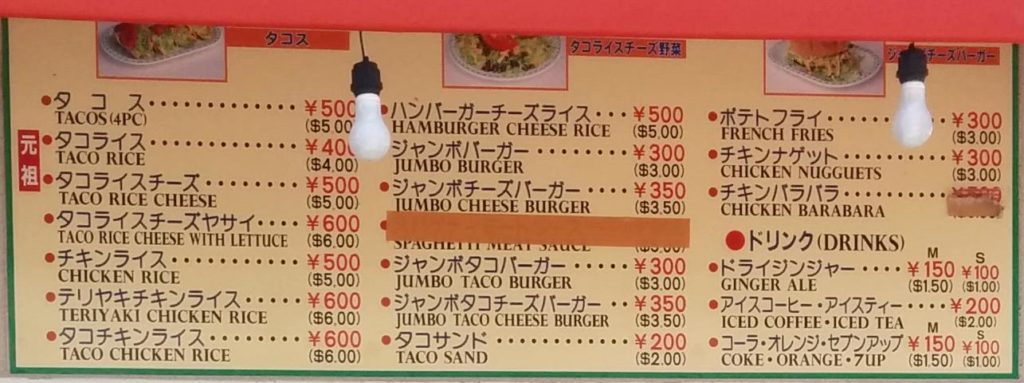 タコス
タコライスチーズ野菜
チーズバーガー
元祖
タコス ¥500
TACOS (4PC) ($5.00)
タコライス ¥400
TACO RICE ($4.00)
タコライスチーズ ¥500
TACO RICE CHEESE ($5.00)
タコライスチーズヤサイ ¥600
TACO RICE CHEESE WITH LETTUCE ($6.00)
チキンライス ¥500
CHICKEN RICE ($5.00)
テリヤキチキンライス ¥600
TERIYAKI CHICKEN RICE ($6.00)
タコチキンライス ¥600
TACO CHICKEN RICE ($6.00)
ハンバーガーチーズライス ¥500
HAMBURGER CHEESE RICE ($5.00)
ジャンボバーガー ¥300
JUMBO BURGER ($3.00)
ジャンボチーズバーガー ¥350
JUMBO CHEESE BURGER ($3.50)
SPAGHETTI MEAT SAUCE
ジャンボタコバーガー ¥300
JUMBO TACO BURGER ($3.00)
ジャンボタコチーズバーガー ¥350
JUMBO TACO CHEESE BURGER ($3.50)
タコサンド ¥200
TACO SAND ($2.00)
ポテトフライ ¥300
FRENCH FRIES ($3.00)
チキンナゲット ¥300
CHICKEN NUGGUETS ($3.00)
チキンバラバラ
CHICKEN BARABARA
ドリンク (DRINKS)
M S
ドライジンジャー ¥150 ¥100
GINGER ALE ($1.50) ($1.00)
アイスコーヒー・アイスティー ¥200
ICED COFFEE・ICED TEA ($2.00)
M S
コーラ・オレンジ・セブンアップ ¥150 ¥100
COKE・ORANGE・7UP ($1.50) ($1.00)